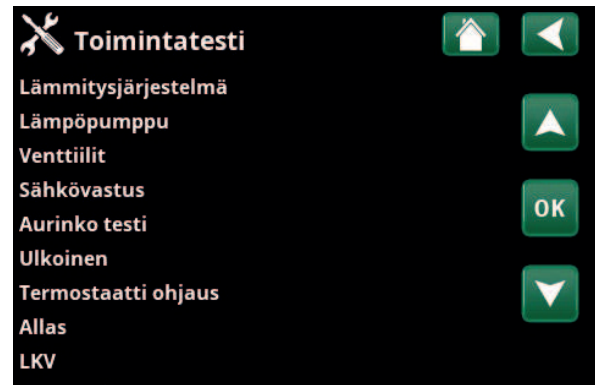 Toimintatesti
Lämmitysjärjestelmä
Lämpöpumppu
Venttiilit
Sähkövastus
Aurinko testi
Ulkoinen
Termostaatti ohjaus
Allas
LKV
OK